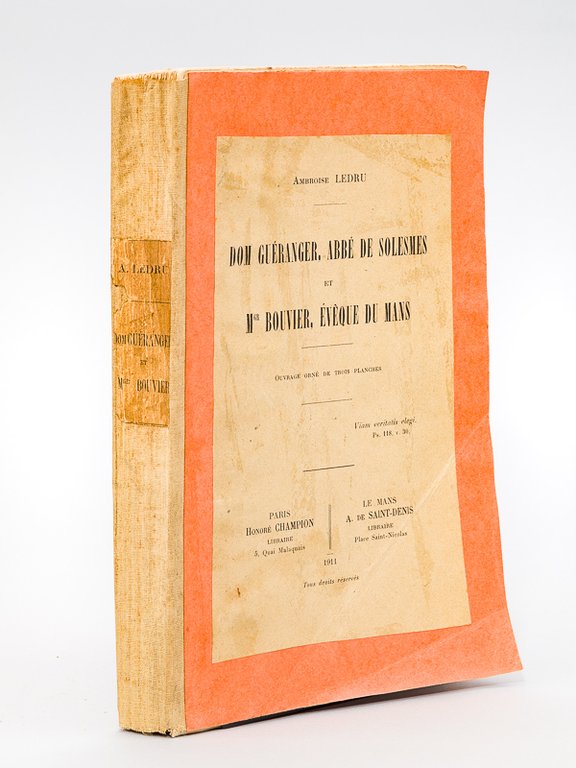 Ambroise LEDRU
DOM GUÉRANGER, ABBÉ DE SOLESMES
ET
Mgr BOUVIER, ÉVÊQUE DU MANS
OUVRAGE ORNÉ DE TROIS PLANCHES
Viam veritatis elegi.
Ps. 118, v. 30.
PARIS
Honoré CHAMPION
LIBRAIRE
5, Quai Malaquais
LE MANS
A. DE SAINT-DENIS
LIBRAIRE
Place Saint-Nicolas
1911
Tous droits réservés
A. LEDRU
DOM GUÉRANGER
ET
Mgr BOUVIER